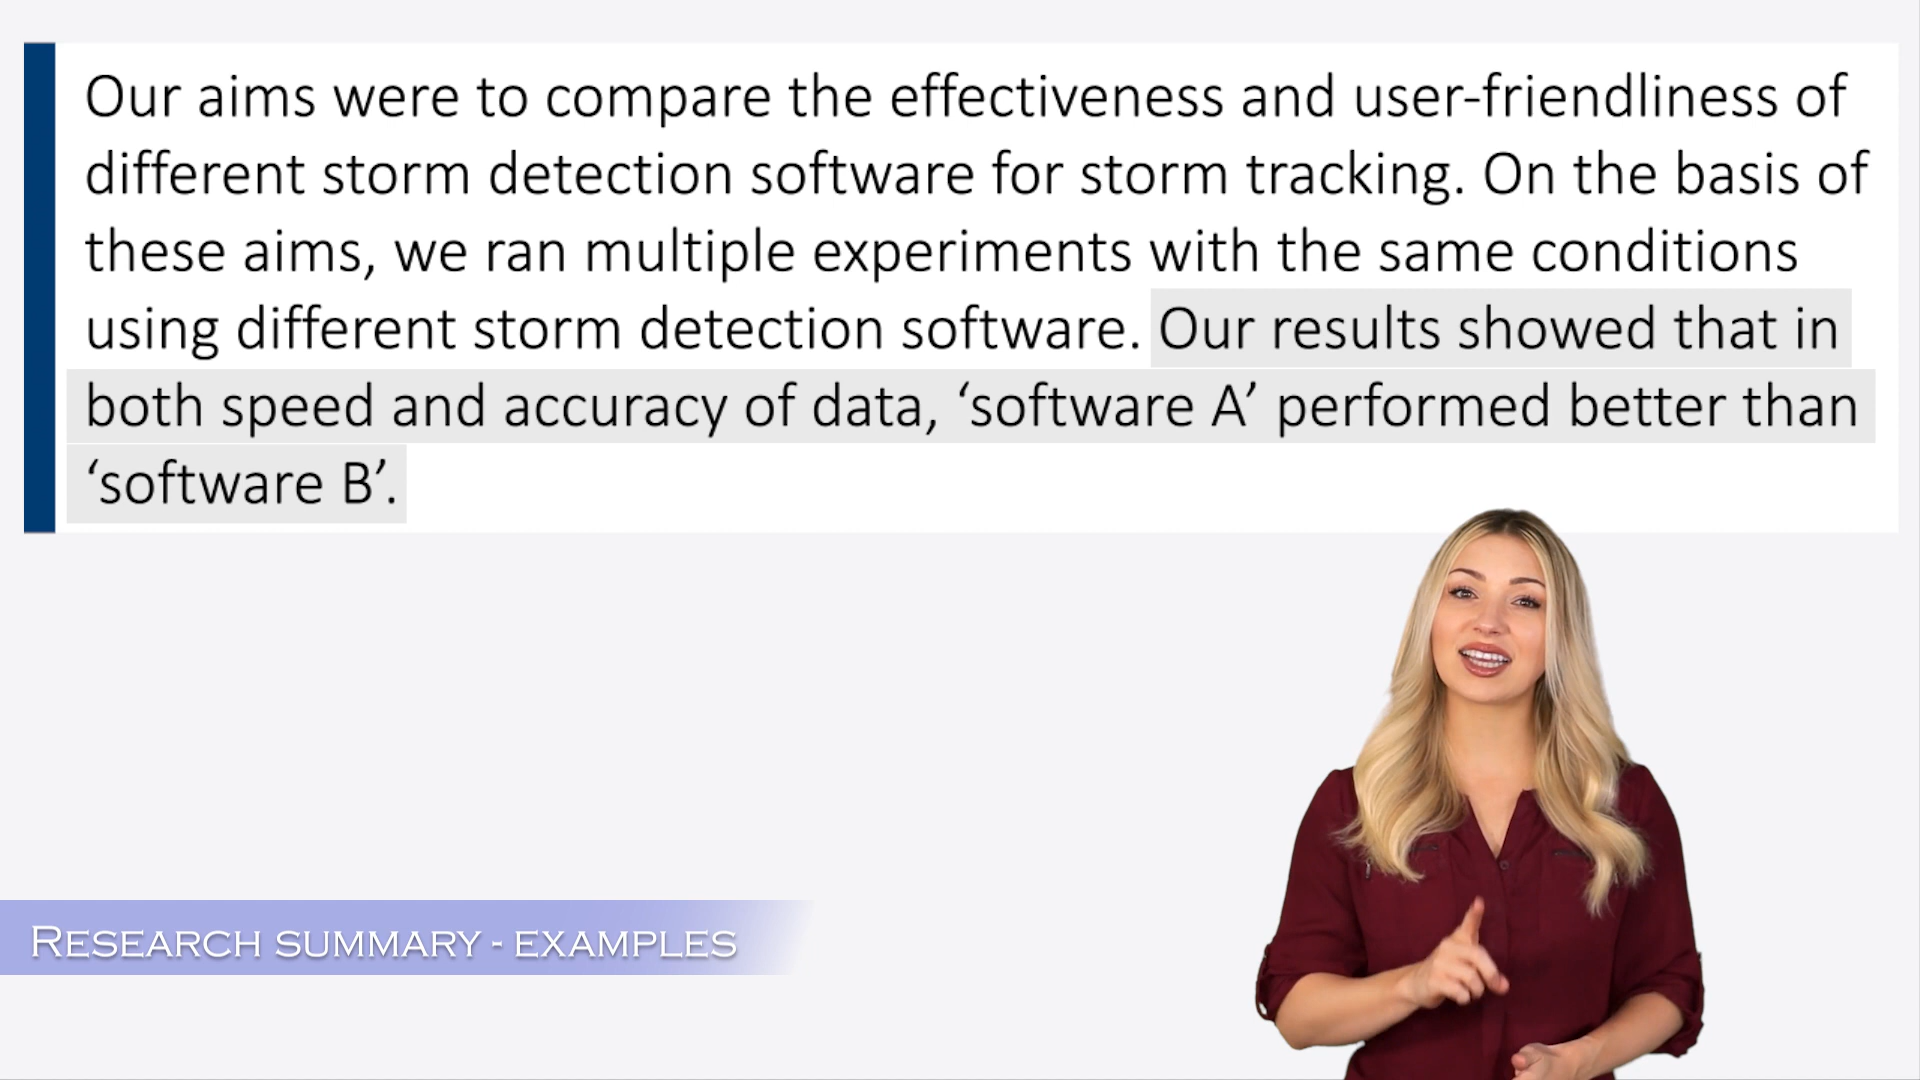 Our aims were to compare the effectiveness and user-friendliness of
different storm detection software for storm tracking. On the basis of
these aims, we ran multiple experiments with the same conditions
using different storm detection software. Our results showed that in
both speed and accuracy of data, ‘software A’ performed better than
‘software B’.
RESEARCH SUMMARY - EXAMPLES